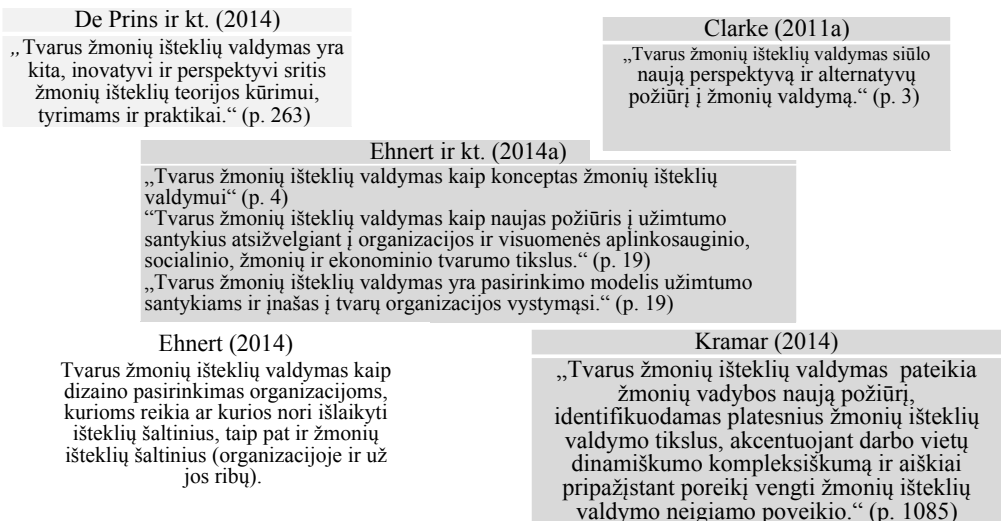 De Prins ir kt. (2014)
„Tvarus žmonių išteklių valdymas yra
kita, inovatyvi ir perspektyvi sritis
žmonių išteklių teorijos kūrimui,
tyrimams ir praktikai.“ (p. 263)
Clarke (2011a)
„Tvarus žmonių išteklių valdymas siūlo
naują perspektyvą ir alternatyvų
požiūrį į žmonių valdymą.“ (p. 3)
Ehnert ir kt. (2014a)
„Tvarus žmonių išteklių valdymas kaip konceptas žmonių išteklių
valdymui“ (p. 4)
“Tvarus žmonių išteklių valdymas kaip naujas požiūris į užimtumo
santykius atsižvelgiant į organizacijos ir visuomenės aplinkosauginio,
socialinio, žmonių ir ekonominio tvarumo tikslus.“ (p. 19)
„Tvarus žmonių išteklių valdymas yra pasirinkimo modelis užimtumo
santykiams ir įnašas į tvarų organizacijos vystymąsi.“ (p. 19)
Ehnert (2014)
Tvarus žmonių išteklių valdymas kaip
dizaino pasirinkimas organizacijoms,
kurioms reikia ar kurios nori išlaikyti
išteklių šaltinius, taip pat ir žmonių
išteklių šaltinius (organizacijoje ir už
jos ribų).
Kramar (2014)
„Tvarus žmonių išteklių valdymas pateikia
žmonių vadybos naują požiūrį,
identifikuodamas platesnius žmonių išteklių
valdymo tikslus, akcentuojant darbo vietų
dinamiškumo kompleksiškumą ir aiškiai
pripažįstant poreikį vengti žmonių išteklių
valdymo neigiamo poveikio.“ (p. 1085)